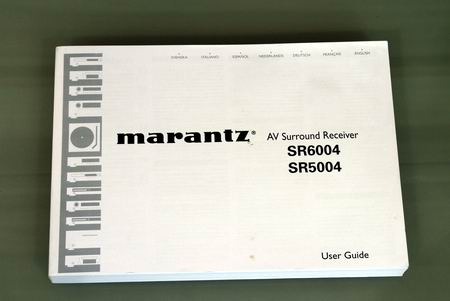 SVENSKA ITALIANO ESPAÑOL NEDERLANDS DEUTSCH FRANÇAIS ENGLISH
marantz® AV Surround Receiver
SR6004
SR5004
User Guide